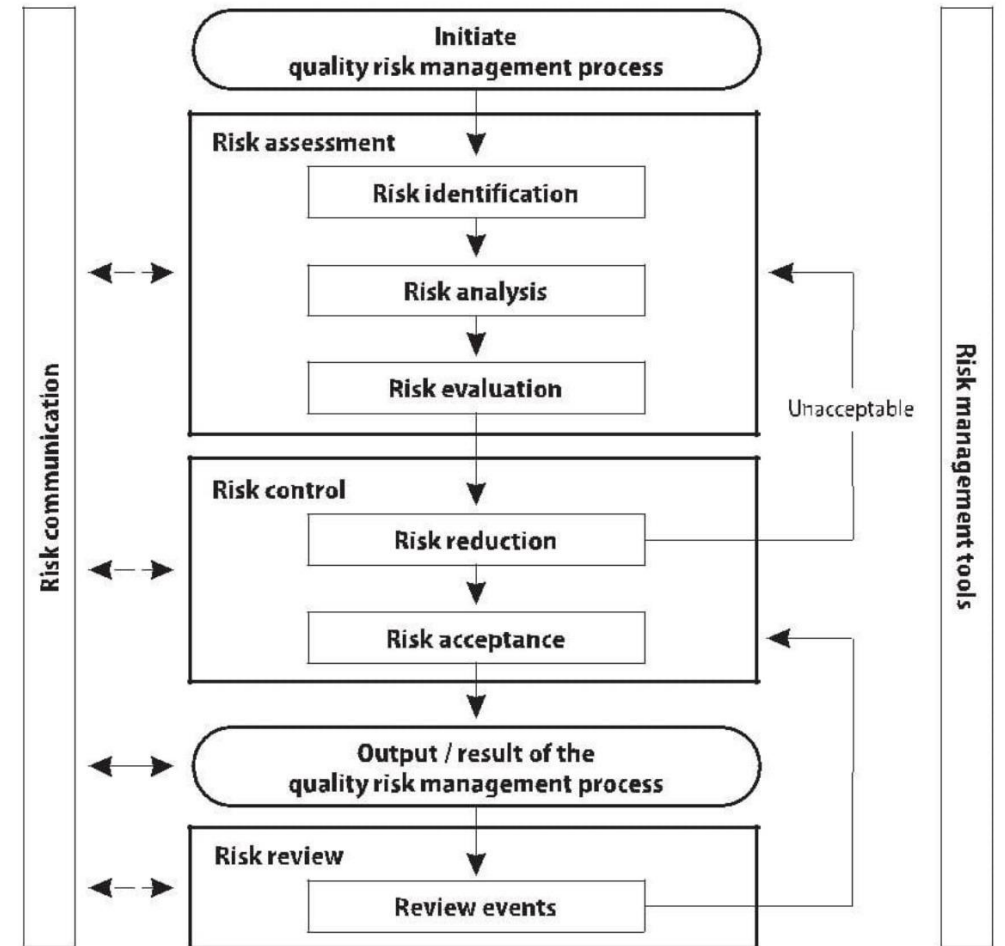 Initiate
quality risk management process
Risk assessment
Risk identification
Risk analysis
Risk evaluation
Unacceptable
Risk control
Risk reduction
Risk acceptance
Output / result of the
quality risk management process
Risk review
Review events
Risk communication
Risk management tools